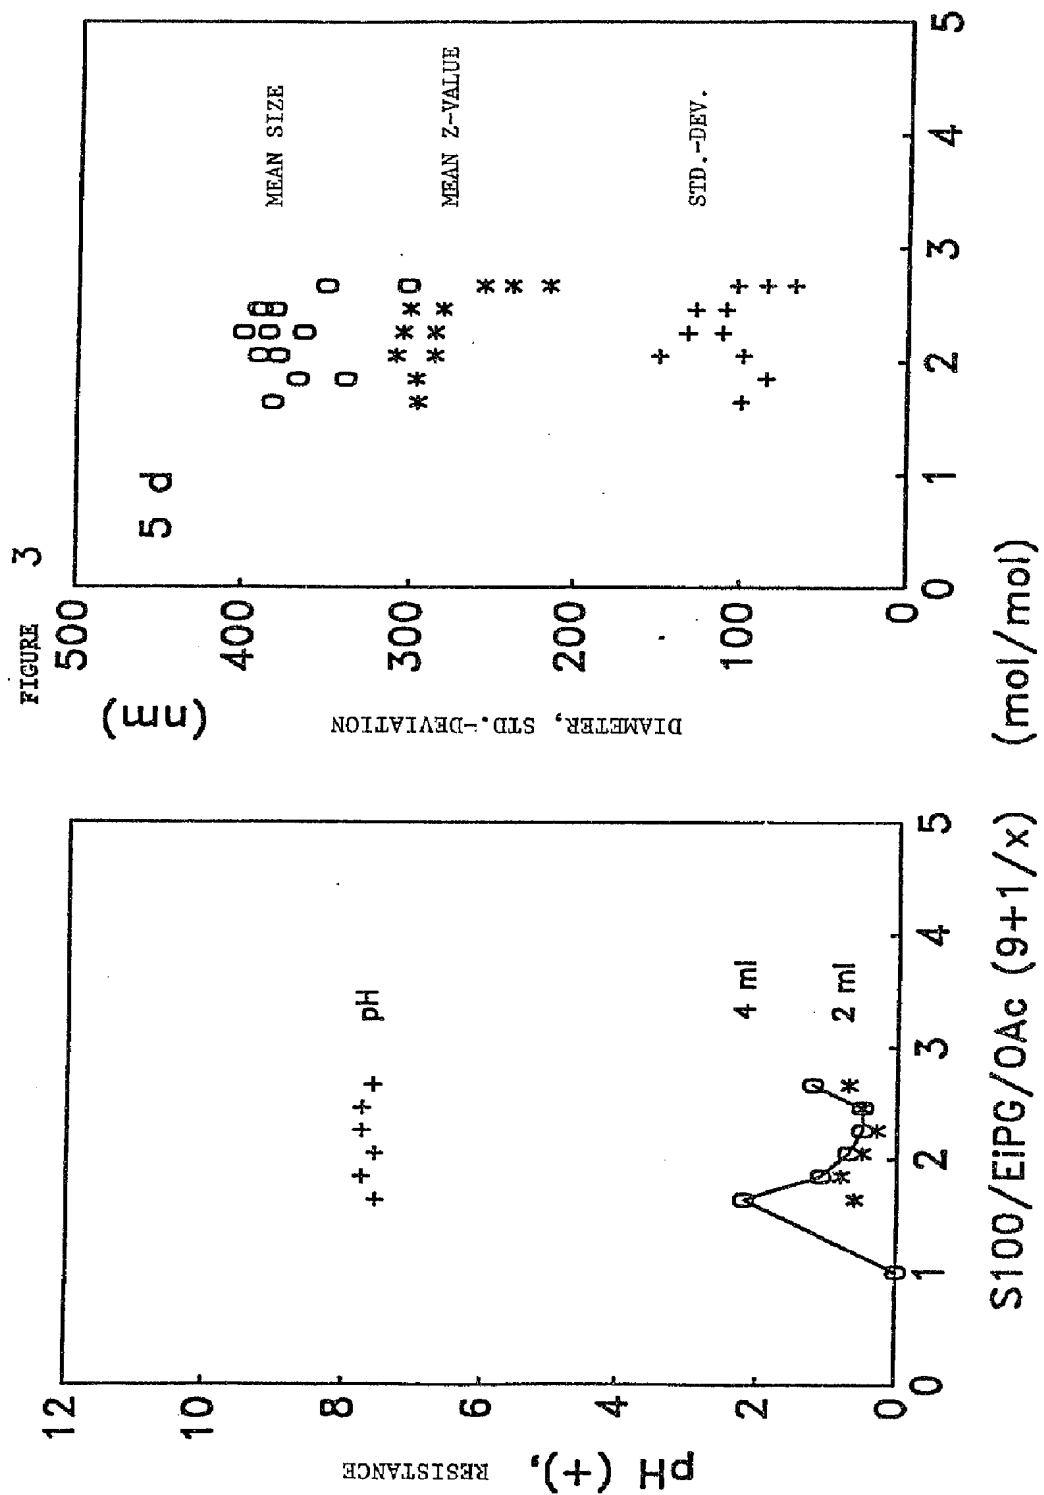 FIGURE 3
12
10
8
6
4
2
0
pH (+), RESISTANCE
0
1
2
3
4
5
pH
4 ml
2 ml
500
400
300
200
100
0
(nm)
DIAMETER, STD.-DEVIATION
0
1
2
3
4
5
5 d
MEAN SIZE
MEAN Z-VALUE
STD.-DEV.
S100/EiPG/OAc (9+1/x) (mol/mol)